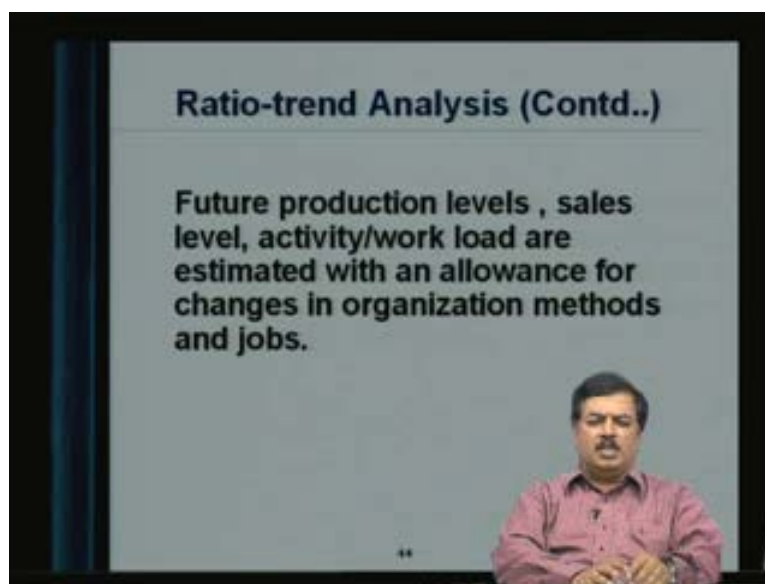 Ratio-trend Analysis (Contd..)
Future production levels , sales
level, activity/work load are
estimated with an allowance for
changes in organization methods
and jobs.
44